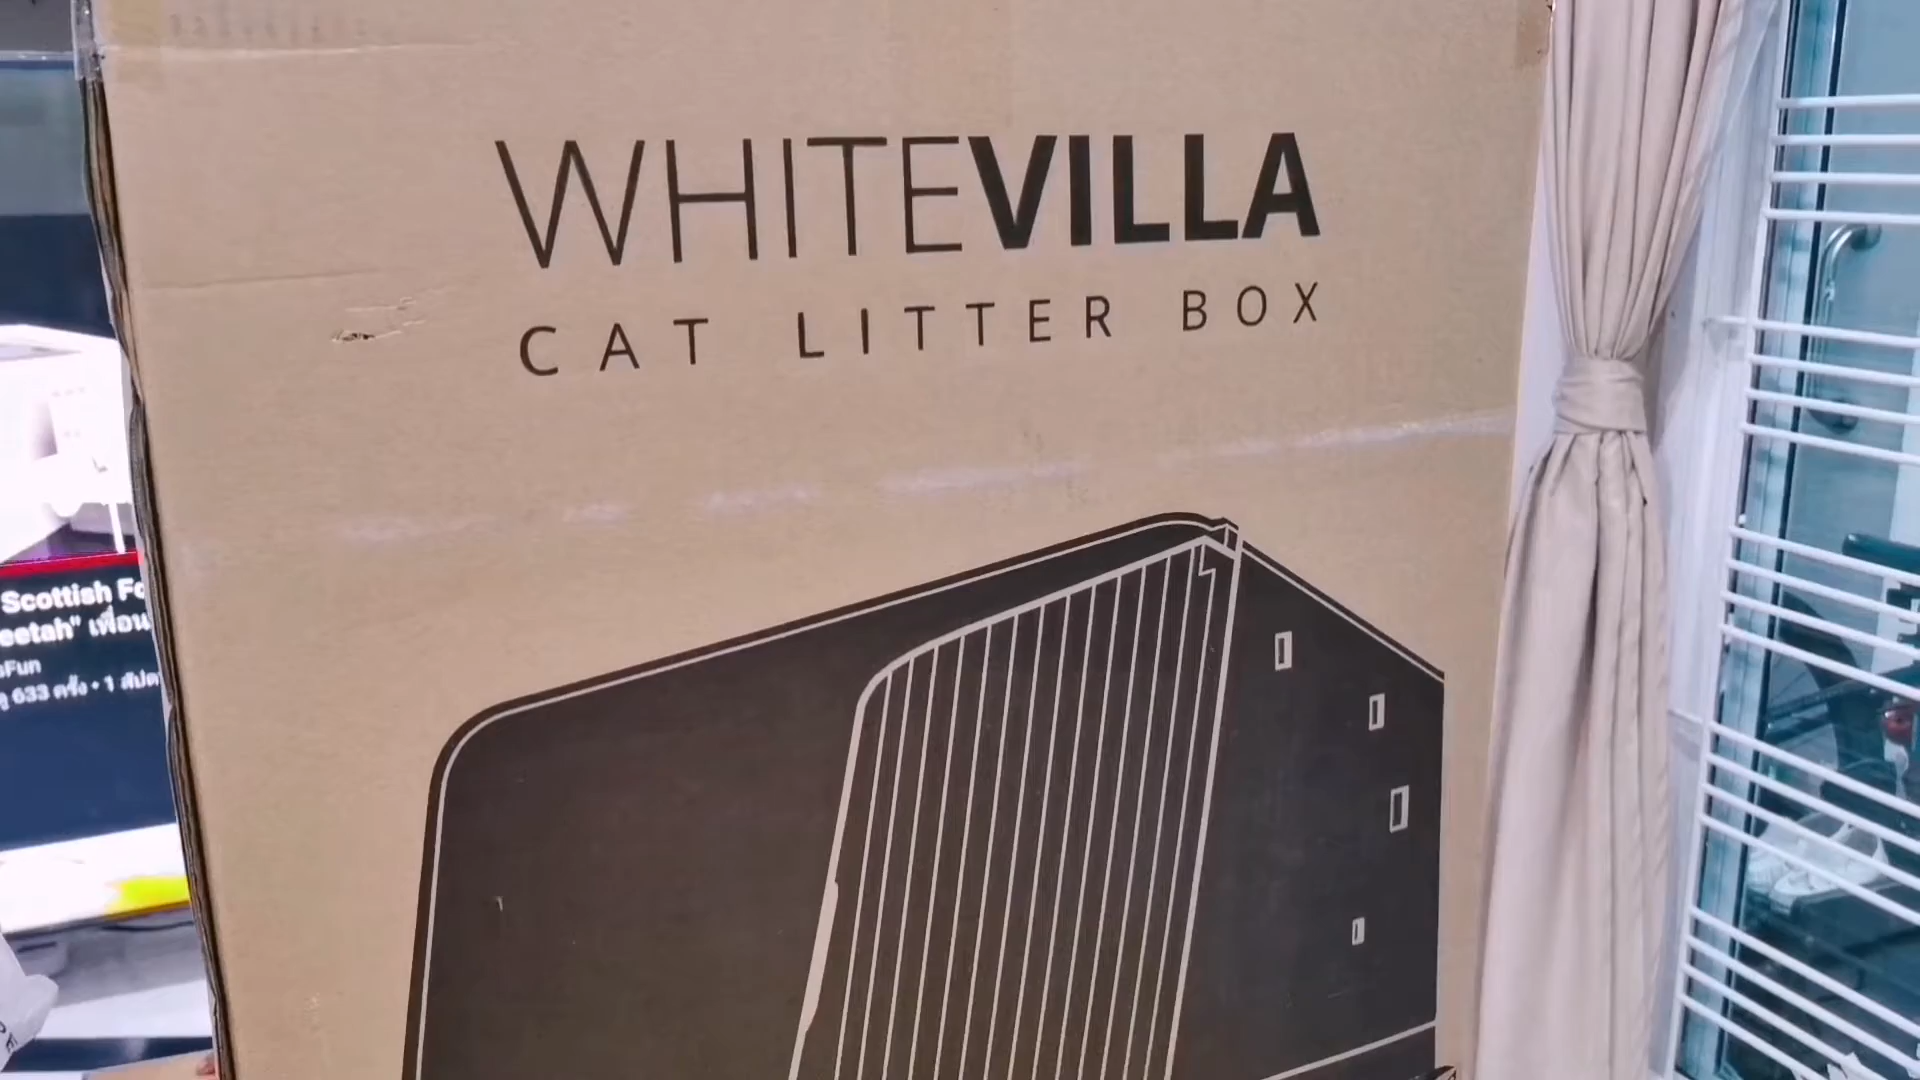 WHITEVILLA
CAT LITTER BOX
Scottish Fo
eetah" เพื่อน
sFun
633 ครั้ง • 1 สัปด